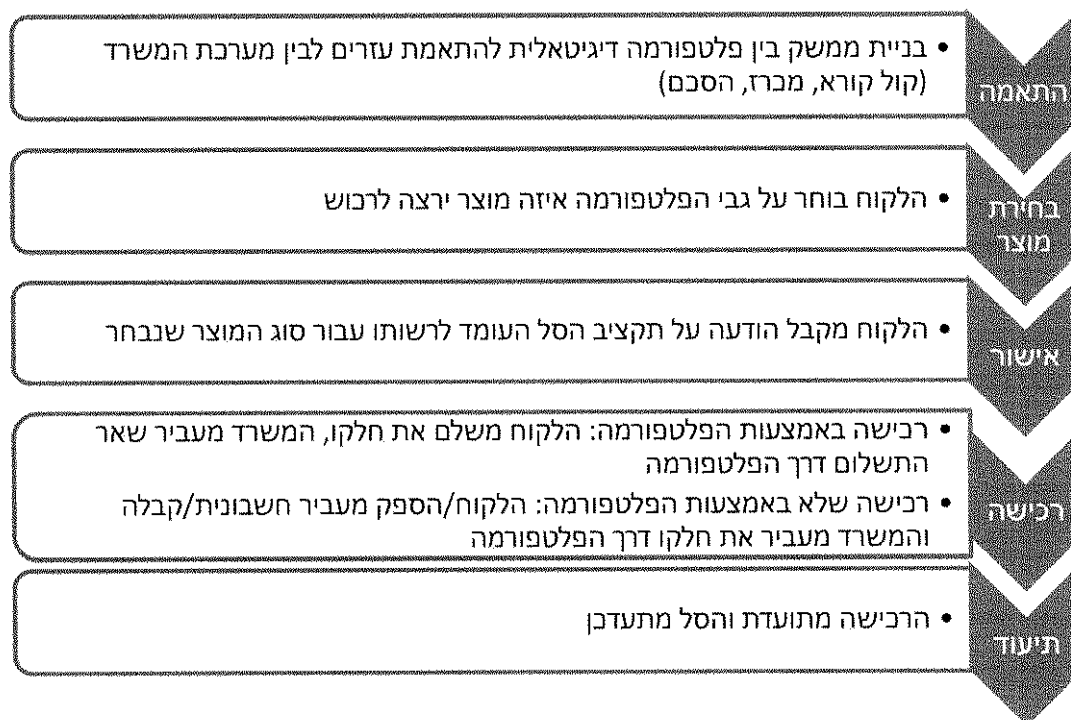 התאמה
• בניית ממשק בין פלטפורמה דיגיטאלית להתאמת עזרים לבין מערכת המשרד
(קול קורא, מכרז, הסכם)
בחירת
מוצר
• הלקוח בוחר על גבי הפלטפורמה איזה מוצר ירצה לרכוש
אישור
• הלקוח מקבל הודעה על תקציב הסל העומד לרשותו עבור סוג המוצר שנבחר
רכישה
• רכישה באמצעות הפלטפורמה: הלקוח משלם את חלקו, המשרד מעביר שאר
התשלום דרך הפלטפורמה
• רכישה שלא באמצעות הפלטפורמה: הלקוח/הספק מעביר חשבונית/קבלה
והמשרד מעביר את חלקו דרך הפלטפורמה
תיעוד
• הרכישה מתועדת והסל מתעדכן